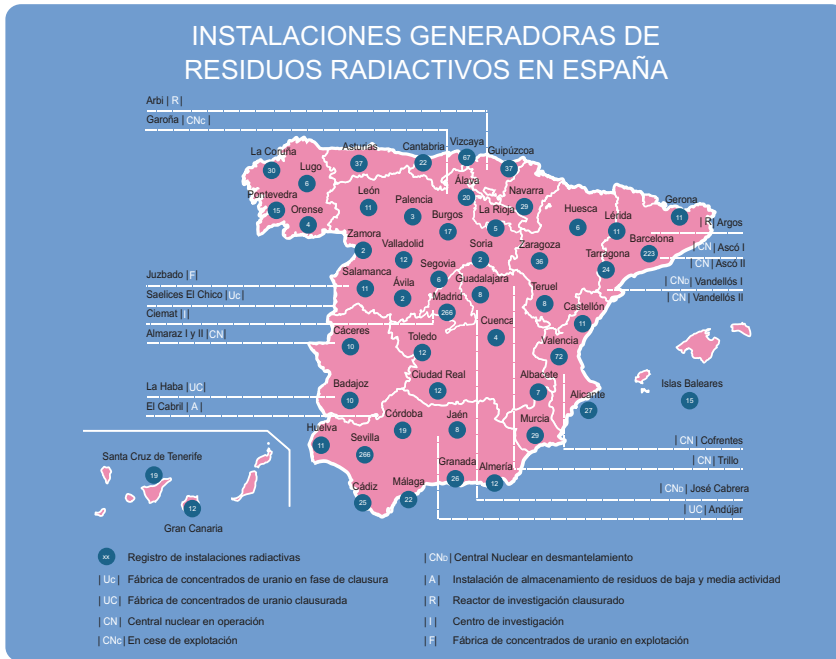 INSTALACIONES GENERADORAS DE
RESIDUOS RADIACTIVOS EN ESPAÑA
Arbi | R |
Garoña | CNc |
La Coruña
30
Lugo
6
Pontevedra
15
Orense
4
Asturias
37
Cantabria
22
Vizcaya
67
Guipúzcoa
37
Álava
20
Navarra
29
La Rioja
5
León
11
Palencia
3
Burgos
17
Zamora
2
Valladolid
12
Soria
2
Segovia
6
Salamanca
11
Ávila
2
Huesca
6
Lérida
11
Gerona
11
Barcelona
223
Zaragoza
36
Tarragona
24
Teruel
8
Guadalajara
8
Madrid
266
Cuenca
4
Castellón
11
Valencia
72
Toledo
12
Cáceres
10
Badajoz
10
Ciudad Real
12
Albacete
7
Alicante
27
Islas Baleares
15
Murcia
29
Huelva
11
Sevilla
266
Córdoba
19
Jaén
8
Granada
26
Almería
12
Málaga
22
Cádiz
25
Santa Cruz de Tenerife
19
12
Gran Canaria
Juzbado | F |
Saelices El Chico | Uc |
Ciemat | I |
Almaraz I y II | CN |
La Haba | UC |
El Cabril | A |
| R | Argos
| CN | Ascó I
| CN | Ascó II
| CND | Vandellós I
| CN | Vandellós II
| CN | Cofrentes
| CN | Trillo
| CND | José Cabrera
| UC | Andújar
xx Registro de instalaciones radiactivas
| Uc | Fábrica de concentrados de uranio en fase de clausura
| UC | Fábrica de concentrados de uranio clausurada
| CN | Central nuclear en operación
| CNc | En cese de explotación
| CND | Central Nuclear en desmantelamiento
| A | Instalación de almacenamiento de residuos de baja y media actividad
| R | Reactor de investigación clausurado
| I | Centro de investigación
| F | Fábrica de concentrados de uranio en explotación